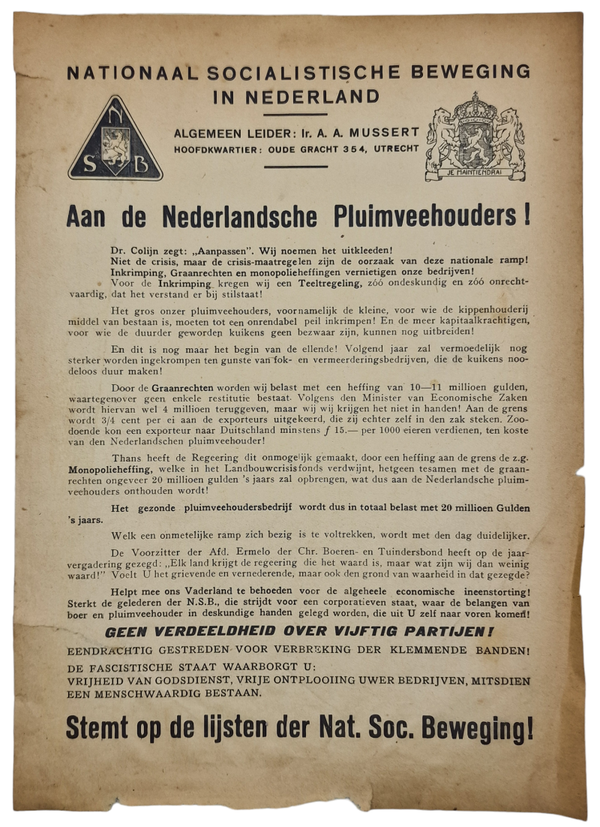 NATIONAAL SOCIALISTISCHE BEWEGING
IN NEDERLAND
ALGEMEEN LEIDER: Ir. A. A. MUSSERT
HOOFDKWARTIER: OUDE GRACHT 354, UTRECHT
N
S B
JE MAINTIENDRAI
Aan de Nederlandsche Pluimveehouders!
Dr. Colijn zegt: „Aanpassen”. Wij noemen het uitkleeden!
Niet de crisis, maar de crisis-maatregelen zijn de oorzaak van deze nationale ramp!
Inkrimping, Graanrechten en monopolieheffingen vernietigen onze bedrijven!
Voor de Inkrimping kregen wij een Teeltregeling, zóó ondeskundig en zóó onrecht-
vaardig, dat het verstand er bij stilstaat!
Het gros onzer pluimveehouders, voornamelijk de kleine, voor wie de kippenhouderij
middel van bestaan is, moeten tot een onrendabel peil inkrimpen! En de meer kapitaalkrachtigen,
voor wie de duurder geworden kuikens geen bezwaar zijn, kunnen nog uitbreiden!
En dit is nog maar het begin van de ellende! Volgend jaar zal vermoedelijk nog
sterker worden ingekrompen ten gunste van fok- en vermeerderingsbedrijven, die de kuikens noo-
deloos duur maken!
Door de Graanrechten worden wij belast met een heffing van 10—11 millioen gulden,
waartegenover geen enkele restitutie bestaat. Volgens den Minister van Economische Zaken
wordt hiervan wel 4 millioen teruggeven, maar wij wij krijgen het niet in handen! Aan de grens
wordt 3/4 cent per ei aan de exporteurs uitgekeerd, die zij echter zelf in den zak steken. Zoo-
doende kon een exporteur naar Duitschland minstens ƒ 15.— per 1000 eieren verdienen, ten koste
van den Nederlandschen pluimveehouder!
Thans heeft de Regeering dit onmogelijk gemaakt, door een heffing aan de grens de z.g.
Monopolieheffing, welke in het Landbouwcrisisfonds verdwijnt, hetgeen tesamen met de graan-
rechten ongeveer 20 millioen gulden 's jaars zal opbrengen, wat dus aan de Nederlandsche pluim-
veehouders onthouden wordt!
Het gezonde pluimveehoudersbedrijf wordt dus in totaal belast met 20 millioen Gulden
's jaars.
Welk een onmetelijke ramp zich bezig is te voltrekken, wordt met den dag duidelijker.
De Voorzitter der Afd. Ermelo der Chr. Boeren- en Tuindersbond heeft op de jaar-
vergadering gezegd: „Elk land krijgt de regeering die het waard is, maar wat zijn wij dan weinig
waard!” Voelt U het grievende en vernederende, maar ook den grond van waarheid in dat gezegde?
Helpt mee ons Vaderland te behoeden voor de algeheele economische ineenstorting!
Sterkt de gelederen der N.S.B., die strijdt voor een corporatieven staat, waar de belangen van
boer en pluimveehouder in deskundige handen gelegd worden, die uit U zelf naar voren komen!
GEEN VERDEELDHEID OVER VIJFTIG PARTIJEN!
EENDRACHTIG GESTREDEN VOOR VERBREKING DER KLEMMENDE BANDEN!
DE FASCISTISCHE STAAT WAARBORGT U:
VRIJHEID VAN GODSDIENST, VRIJE ONTPLOOIING UWER BEDRIJVEN, MITSDIEN
EEN MENSCHWAARDIG BESTAAN.
Stemt op de lijsten der Nat. Soc. Beweging!